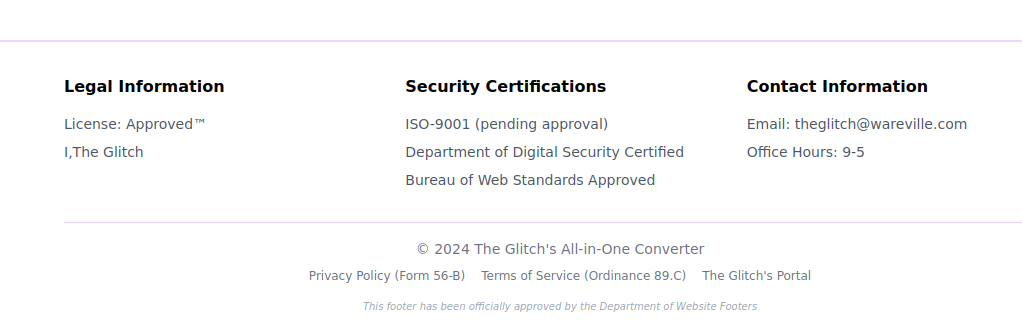 Legal Information
License: Approved™
I,The Glitch
Security Certifications
ISO-9001 (pending approval)
Department of Digital Security Certified
Bureau of Web Standards Approved
Contact Information
Email: theglitch@wareville.com
Office Hours: 9-5
© 2024 The Glitch's All-in-One Converter
Privacy Policy (Form 56-B) Terms of Service (Ordinance 89.C) The Glitch's Portal
This footer has been officially approved by the Department of Website Footers